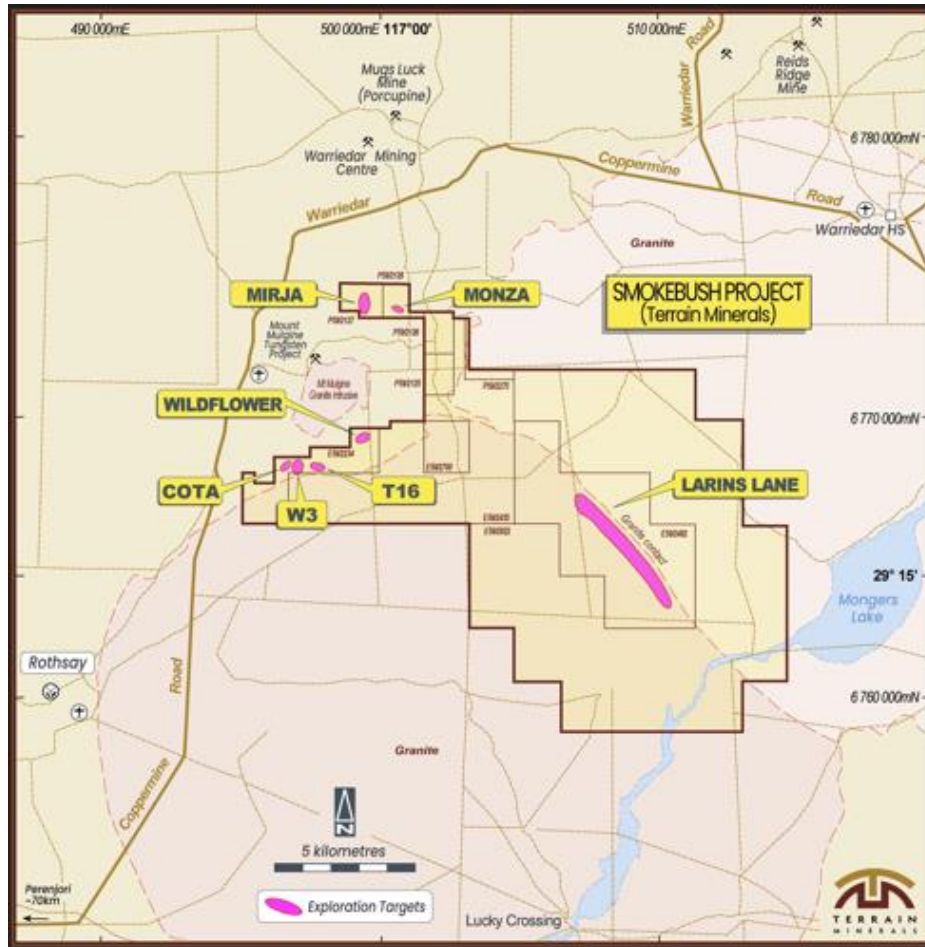 490 000mE
500 000mE 117°00'
510 000mE
Mugs Luck
Mine
(Porcupine)
Reids
Ridge
Mine
Road
Warriedar
6 780 000mN
Warriedar Mining
Centre
Coppermine
Road
Warriedar
Warriedar HS
Granite
MIRJA
MONZA
SMOKEBUSH PROJECT
(Terrain Minerals)
Mount
Mulgine
Tungsten
Project
Mt Mulgine
Granite Intrusive
WILDFLOWER
6 770 000mN
COTA
W3
T16
LARINS LANE
Granite contact
29° 15'
Mongers
Lake
Rothsay
Road
6 760 000mN
Granite
Coppermine
N
5 kilometres
Perenjori
~70km
Exploration Targets
Lucky Crossing
TERRAIN
MINERALS